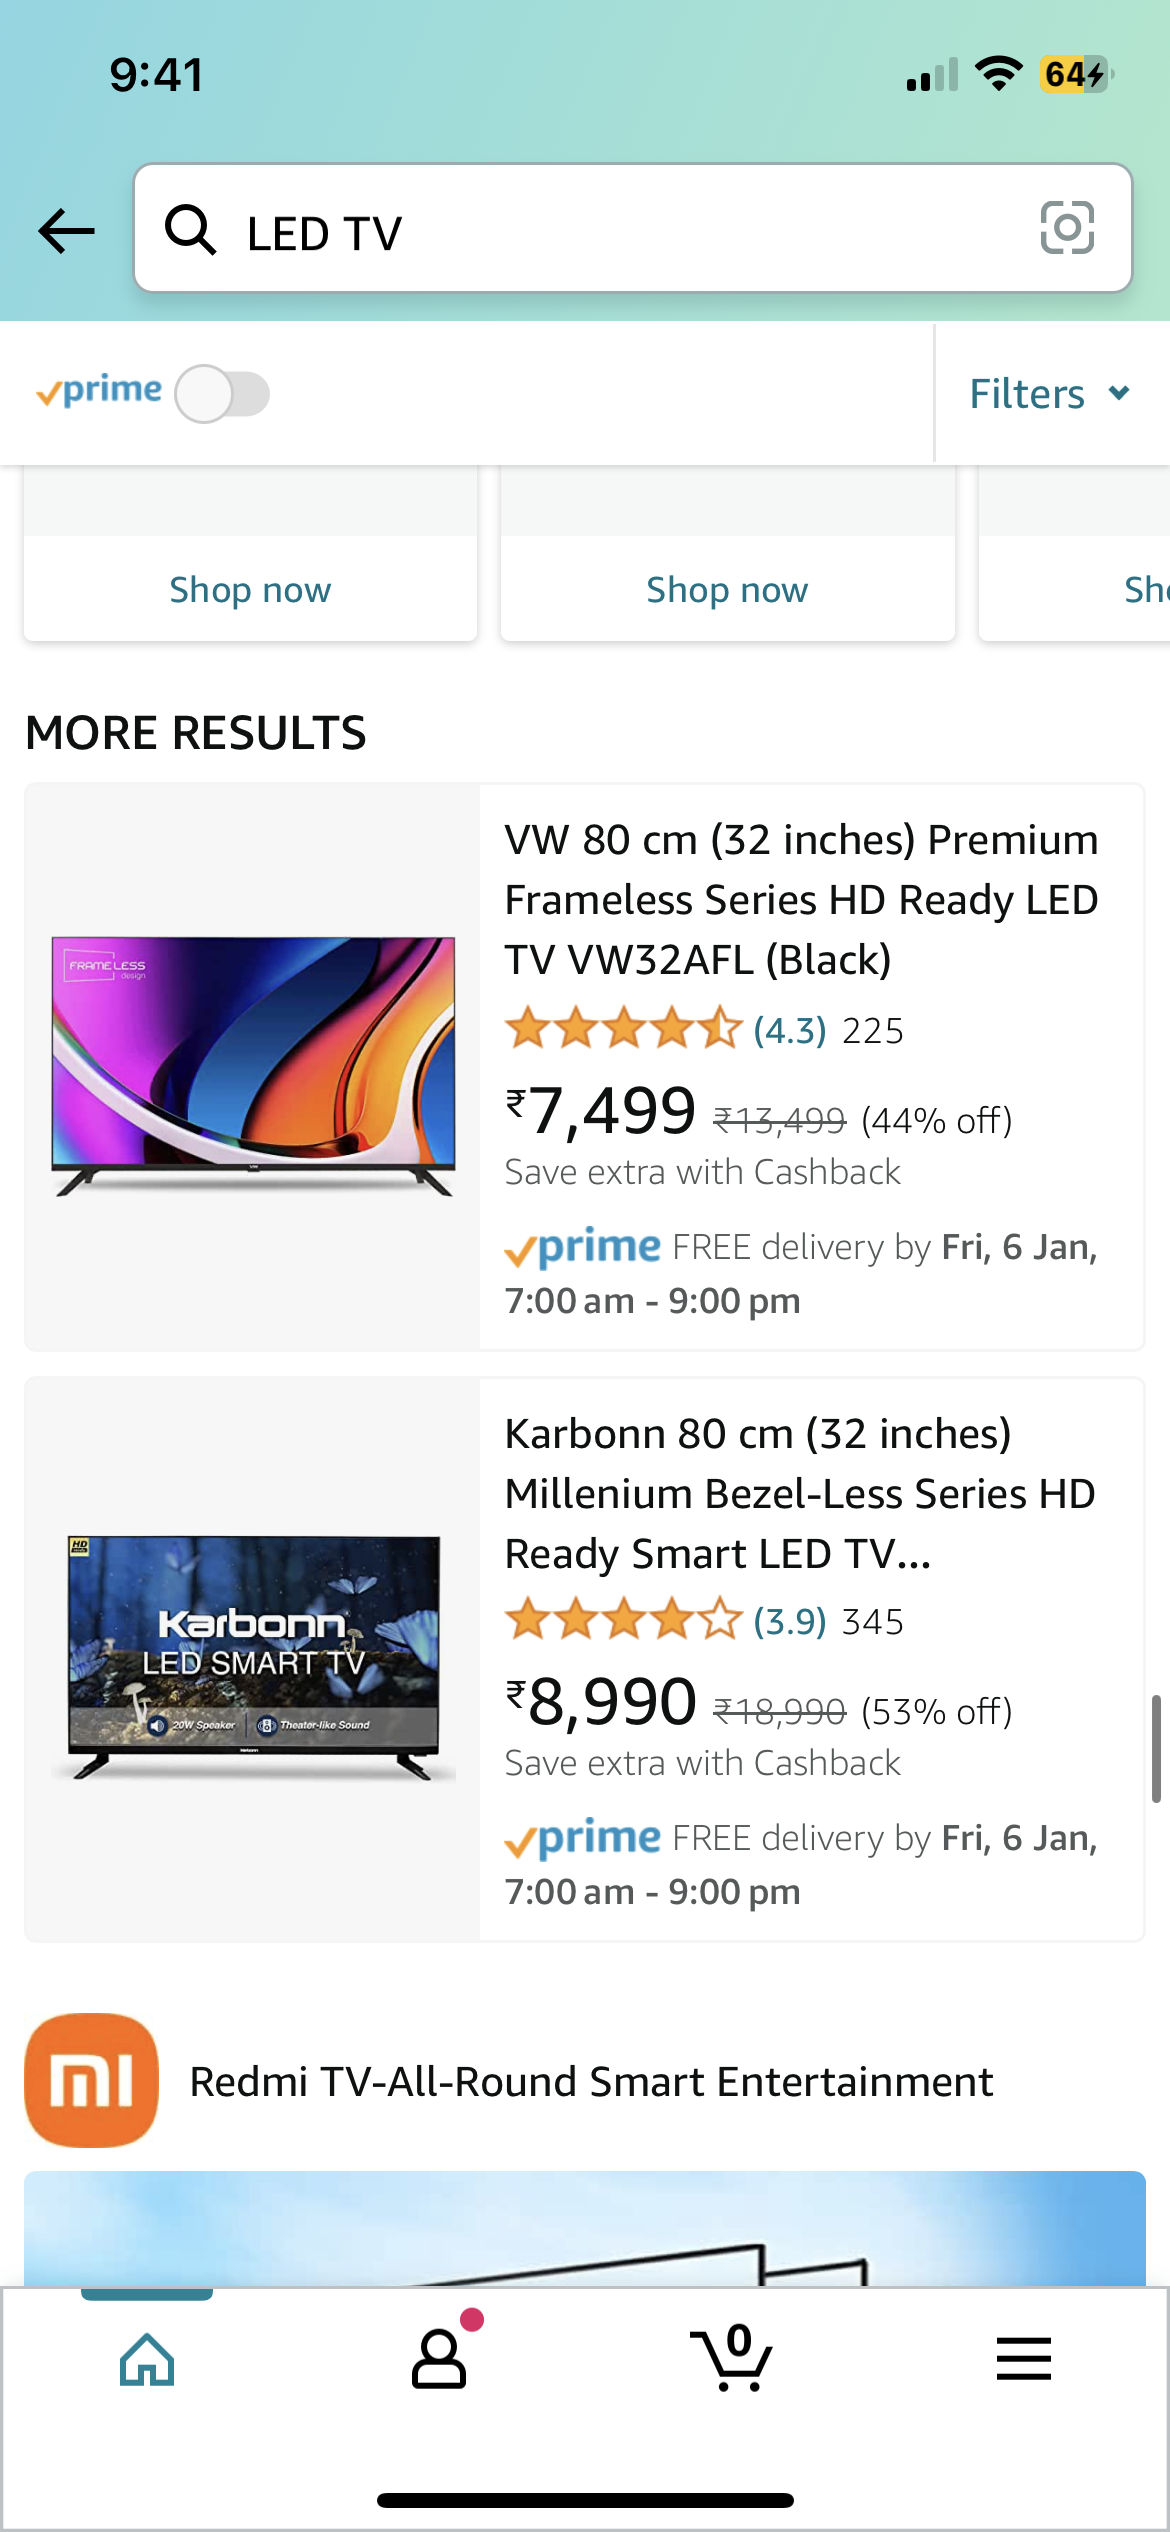 9:41
64
LED TV
prime
Filters
Shop now
Shop now
Sh
MORE RESULTS
FRAMELESS
design
VW 80 cm (32 inches) Premium
Frameless Series HD Ready LED
TV VW32AFL (Black)
(4.3) 225
₹7,499 ₹13,499 (44% off)
Save extra with Cashback
prime FREE delivery by Fri, 6 Jan,
7:00 am - 9:00 pm
HD
Karbonn
LED SMART TV
20W Speaker
Theater-like Sound
Karbonn 80 cm (32 inches)
Millenium Bezel-Less Series HD
Ready Smart LED TV...
(3.9) 345
₹8,990 ₹18,990 (53% off)
Save extra with Cashback
prime FREE delivery by Fri, 6 Jan,
7:00 am - 9:00 pm
mi
Redmi TV-All-Round Smart Entertainment
0